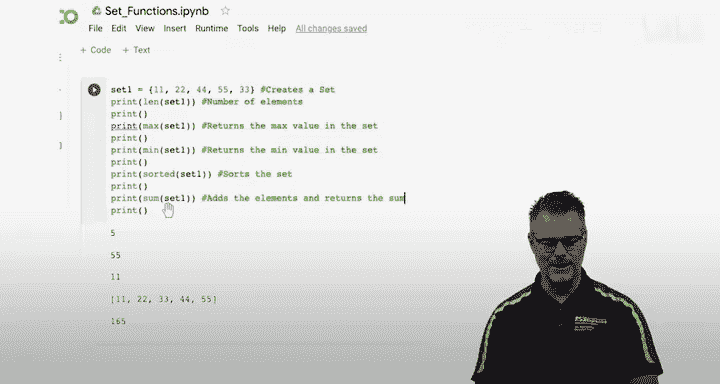 Set_Functions.ipynb
File Edit View Insert Runtime Tools Help All changes saved
+ Code + Text
set1 = {11, 22, 44, 55, 33} #Creates a Set
print(len(set1)) #Number of elements
print()
print(max(set1)) #Returns the max value in the set
print()
print(min(set1)) #Returns the min value in the set
print()
print(sorted(set1)) #Sorts the set
print()
print(sum(set1)) #Adds the elements and returns the sum
print()
5
55
11
[11, 22, 33, 44, 55]
165